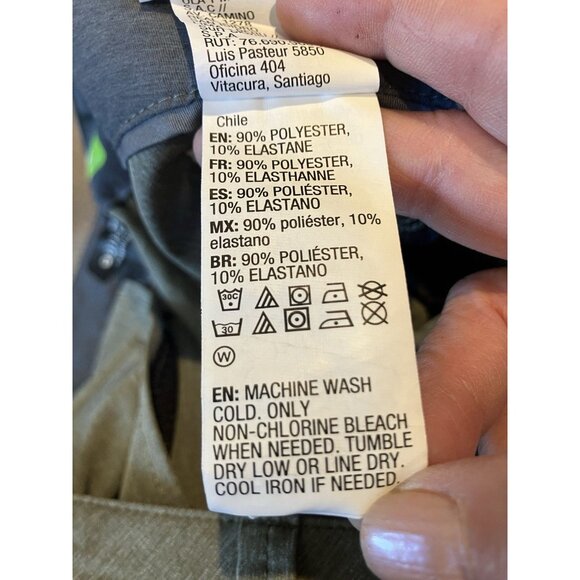 S.A.C //
AV. CAMINO
S.P.A.
RUT: 76.690.
Luis Pasteur 5850
Oficina 404
Vitacura, Santiago
Chile
EN: 90% POLYESTER,
10% ELASTANE
FR: 90% POLYESTER,
10% ELASTHANNE
ES: 90% POLIÉSTER,
10% ELASTANO
MX: 90% poliéster, 10%
elastano
BR: 90% POLIÉSTER,
10% ELASTANO
30C
30
W
EN: MACHINE WASH
COLD. ONLY
NON-CHLORINE BLEACH
WHEN NEEDED. TUMBLE
DRY LOW OR LINE DRY.
COOL IRON IF NEEDED.